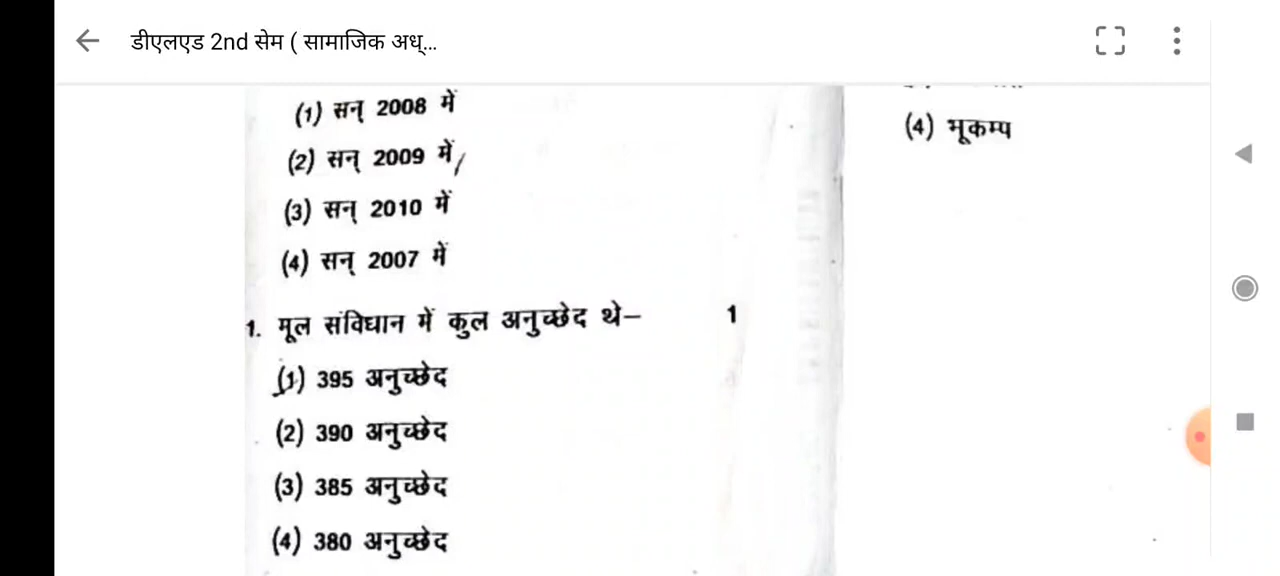 डीएलएड 2nd सेम ( सामाजिक अध्...
(1) सन् 2008 में
(2) सन् 2009 में
(3) सन् 2010 में
(4) सन् 2007 में
1. मूल संविधान में कुल अनुच्छेद थे– 1
(1) 395 अनुच्छेद
(2) 390 अनुच्छेद
(3) 385 अनुच्छेद
(4) 380 अनुच्छेद
(4) भूकम्प